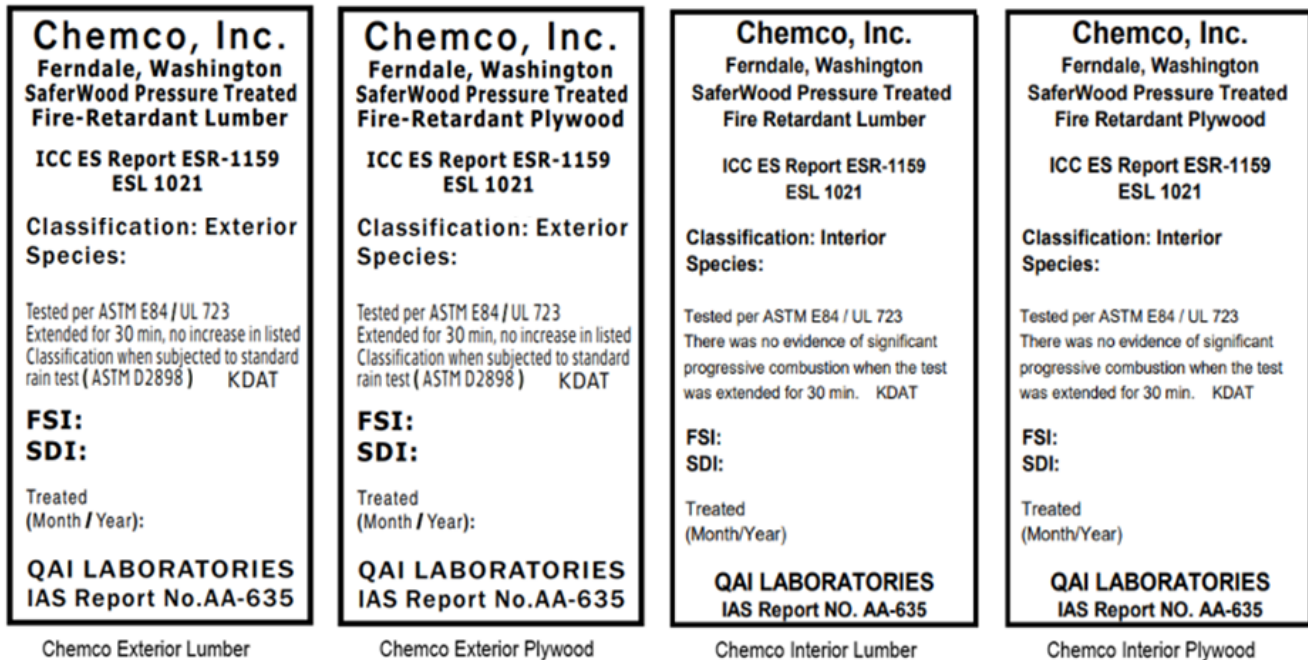 Chemco, Inc.
Ferndale, Washington
SaferWood Pressure Treated
Fire-Retardant Lumber
ICC ES Report ESR-1159
ESL 1021
Classification: Exterior
Species:
Tested per ASTM E84 / UL 723
Extended for 30 min, no increase in listed
Classification when subjected to standard
rain test ( ASTM D2898 ) KDAT
FSI:
SDI:
Treated
(Month / Year):
QAI LABORATORIES
IAS Report No.AA-635
Chemco Exterior Lumber
Chemco, Inc.
Ferndale, Washington
SaferWood Pressure Treated
Fire-Retardant Plywood
ICC ES Report ESR-1159
ESL 1021
Classification: Exterior
Species:
Tested per ASTM E84 / UL 723
Extended for 30 min, no increase in listed
Classification when subjected to standard
rain test ( ASTM D2898 ) KDAT
FSI:
SDI:
Treated
(Month / Year):
QAI LABORATORIES
IAS Report No.AA-635
Chemco Exterior Plywood
Chemco, Inc.
Ferndale, Washington
SaferWood Pressure Treated
Fire Retardant Lumber
ICC ES Report ESR-1159
ESL 1021
Classification: Interior
Species:
Tested per ASTM E84 / UL 723
There was no evidence of significant
progressive combustion when the test
was extended for 30 min. KDAT
FSI:
SDI:
Treated
(Month/Year)
QAI LABORATORIES
IAS Report NO. AA-635
Chemco Interior Lumber
Chemco, Inc.
Ferndale, Washington
SaferWood Pressure Treated
Fire Retardant Plywood
ICC ES Report ESR-1159
ESL 1021
Classification: Interior
Species:
Tested per ASTM E84 / UL 723
There was no evidence of significant
progressive combustion when the test
was extended for 30 min. KDAT
FSI:
SDI:
Treated
(Month/Year)
QAI LABORATORIES
IAS Report NO. AA-635
Chemco Interior Plywood